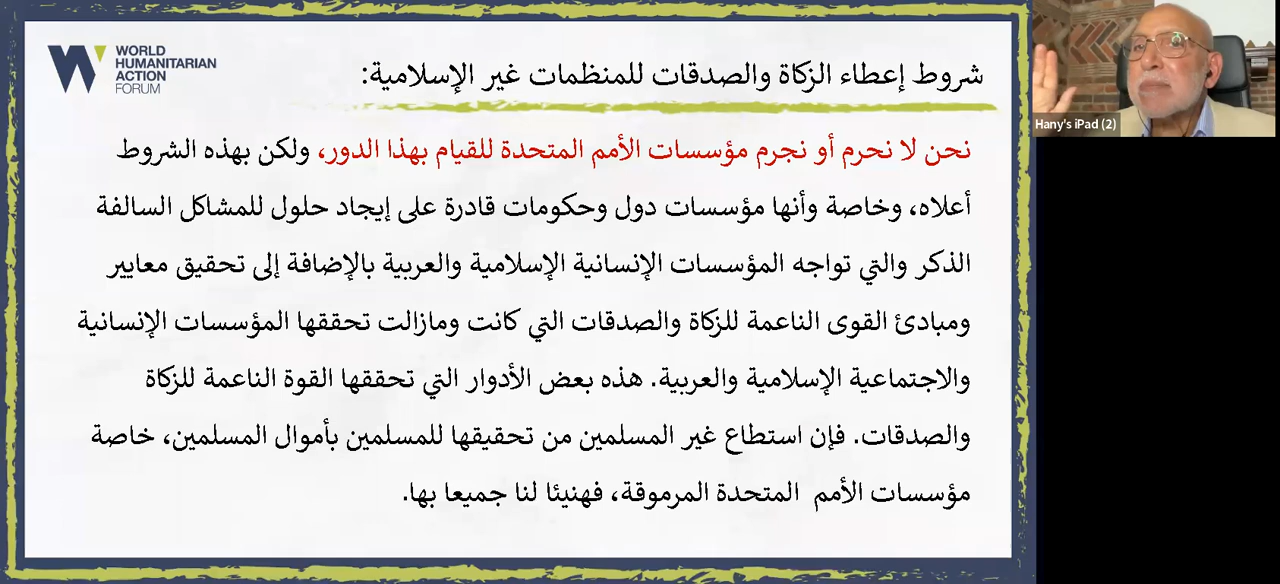 WORLD
HUMANITARIAN
ACTION
FORUM
شروط إعطاء الزكاة والصدقات للمنظمات غير الإسلامية:
نحن لا نحرم أو نجرم مؤسسات الأمم المتحدة للقيام بهذا الدور، ولكن بهذه الشروط
أعلاه، وخاصة وأنها مؤسسات دول وحكومات قادرة على إيجاد حلول للمشاكل السالفة
الذكر والتي تواجه المؤسسات الإنسانية الإسلامية والعربية بالإضافة إلى تحقيق معايير
ومبادئ القوى الناعمة للزكاة والصدقات التي كانت ومازالت تحققها المؤسسات الإنسانية
والاجتماعية الإسلامية والعربية. هذه بعض الأدوار التي تحققها القوة الناعمة للزكاة
والصدقات. فإن استطاع غير المسلمين من تحقيقها للمسلمين بأموال المسلمين، خاصة
مؤسسات الأمم المتحدة المرموقة، فهنيئا لنا جميعا بها.
Hany's iPad (2)